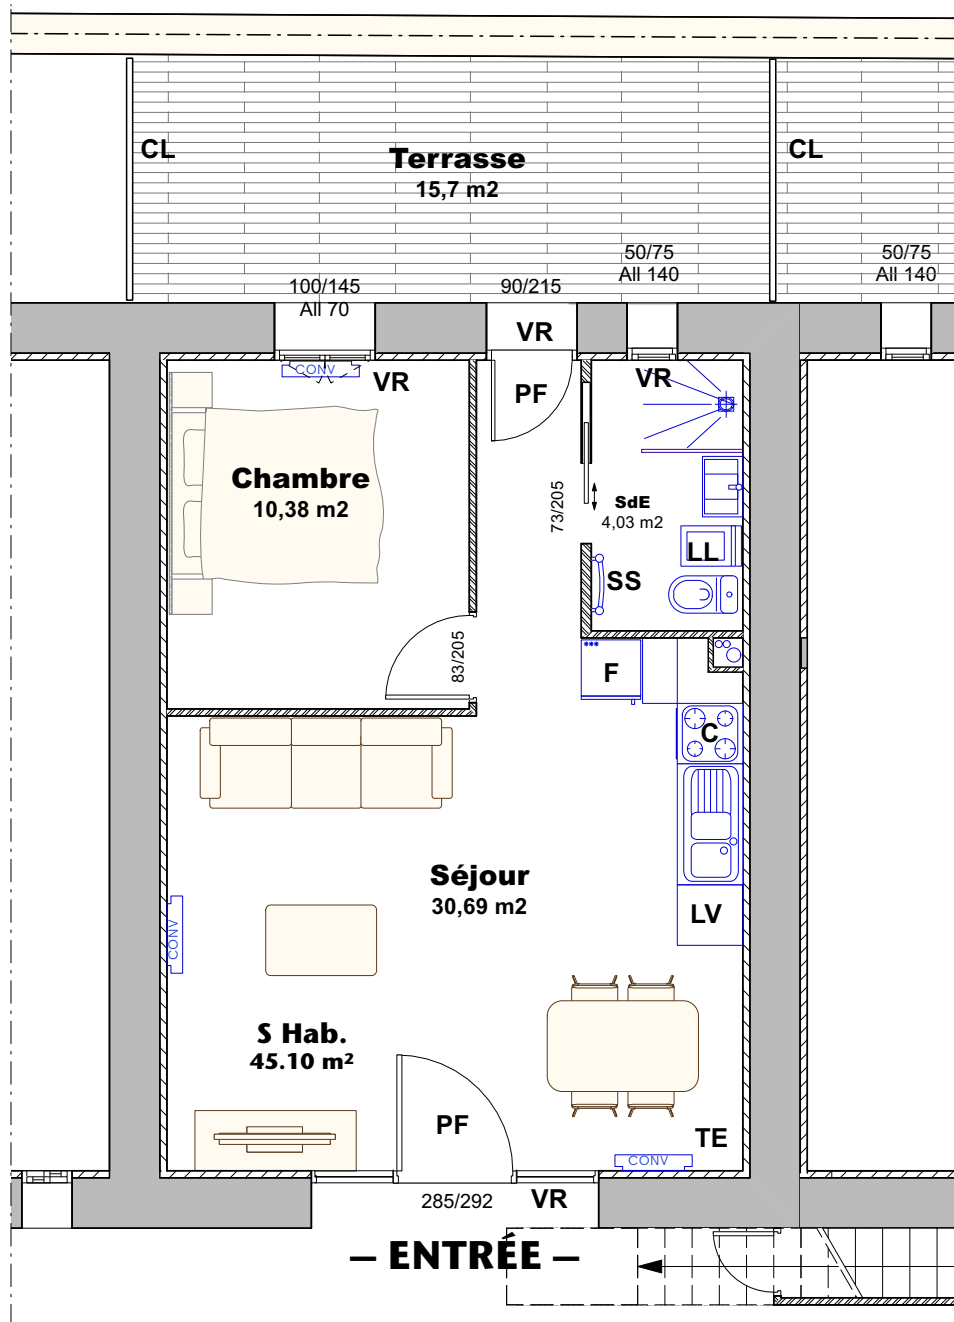 CL
Terrasse
15,7 m2
CL
50/75
All 140
50/75
All 140
100/145
All 70
90/215
VR
CONV
VR
PF
VR
Chambre
10,38 m2
73/205
SdE
4,03 m2
LL
SS
83/205
F
C
Séjour
30,69 m2
LV
CONV
S Hab.
45.10 m²
PF
TE
CONV
285/292
VR
– ENTRÉE –